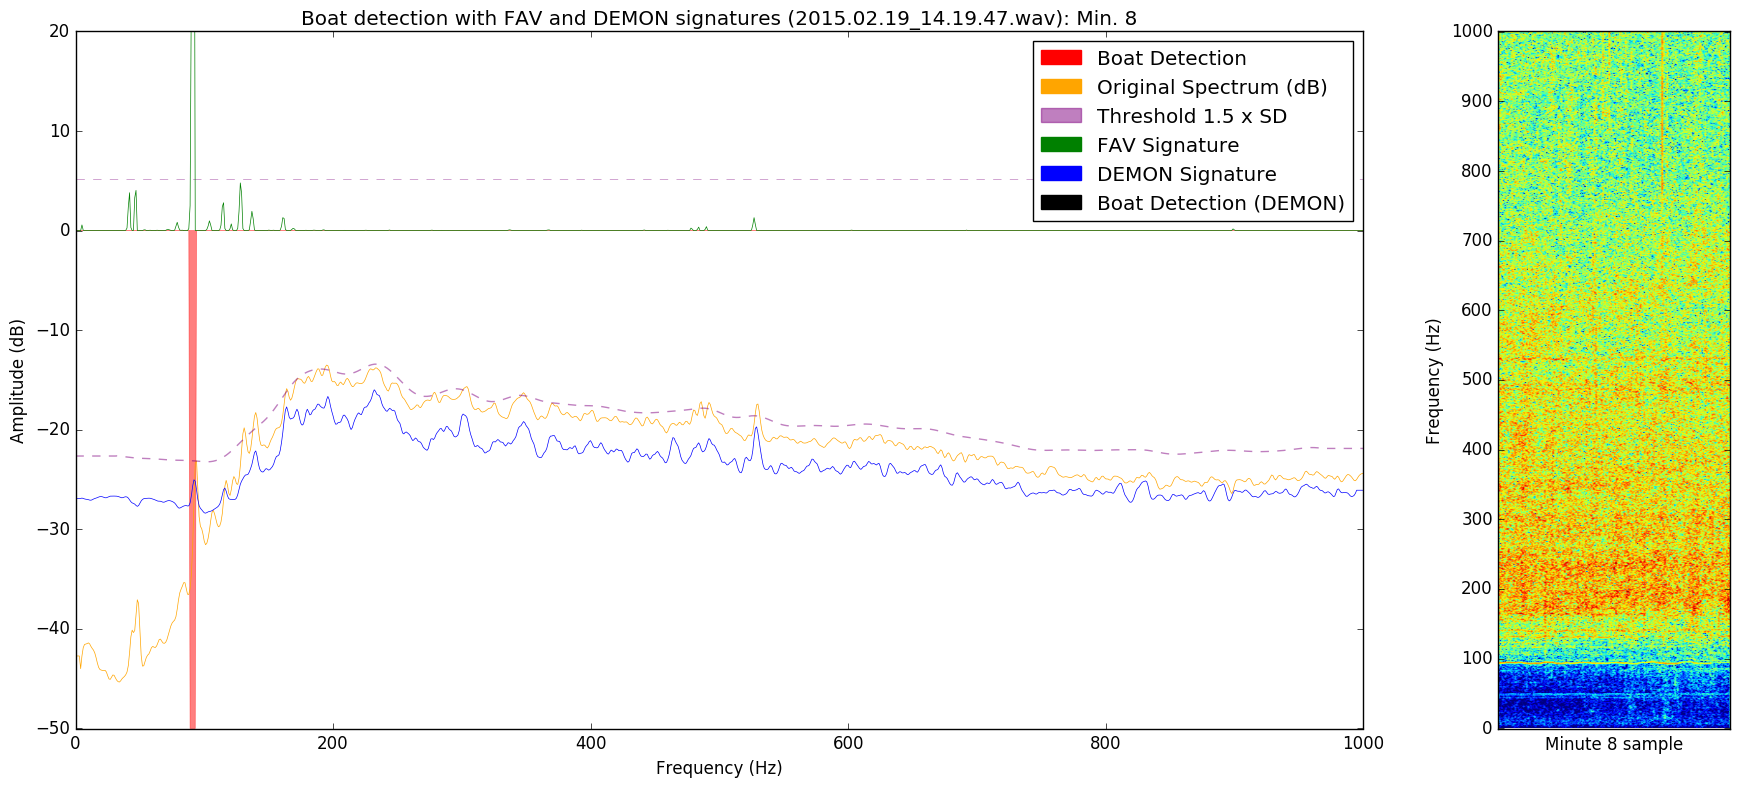 Boat detection with FAV and DEMON signatures (2015.02.19_14.19.47.wav): Min. 8
20
10
0
−10
−20
−30
−40
−50
Amplitude (dB)
0
200
400
600
800
1000
Frequency (Hz)
Boat Detection
Original Spectrum (dB)
Threshold 1.5 x SD
FAV Signature
DEMON Signature
Boat Detection (DEMON)
1000
900
800
700
600
500
400
300
200
100
0
Frequency (Hz)
Minute 8 sample